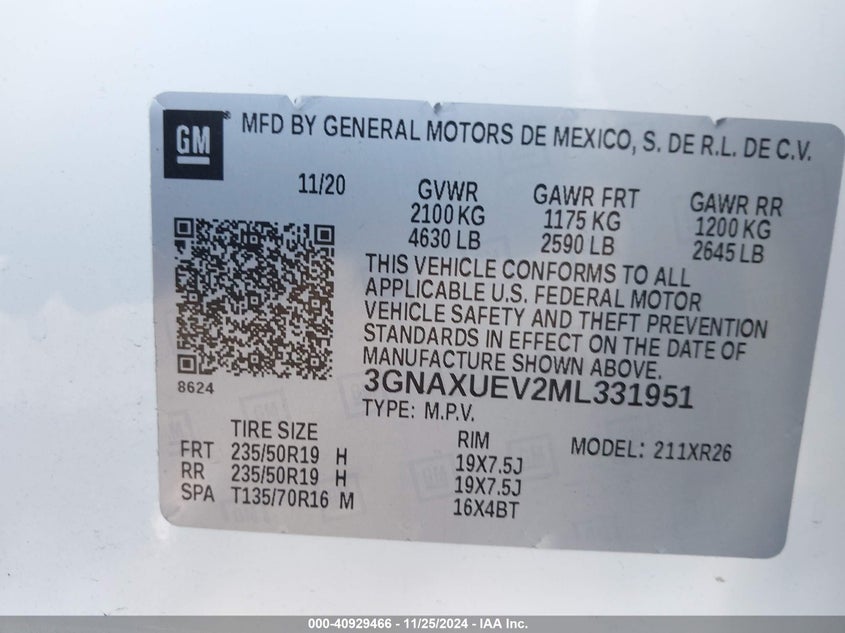 GM® MFD BY GENERAL MOTORS DE MEXICO, S. DE R.L. DE C.V.
11/20 GVWR GAWR FRT GAWR RR
2100 KG 1175 KG 1200 KG
4630 LB 2590 LB 2645 LB
THIS VEHICLE CONFORMS TO ALL
APPLICABLE U.S. FEDERAL MOTOR
VEHICLE SAFETY AND THEFT PREVENTION
STANDARDS IN EFFECT ON THE DATE OF
MANUFACTURE SHOWN ABOVE.
8624 3GNAXUEV2ML331951
TYPE: M.P.V.
TIRE SIZE RIM MODEL: 211XR26
FRT 235/50R19 H 19X7.5J
RR 235/50R19 H 19X7.5J
SPA T135/70R16 M 16X4BT
000-40929466 - 11/25/2024 - IAA Inc.